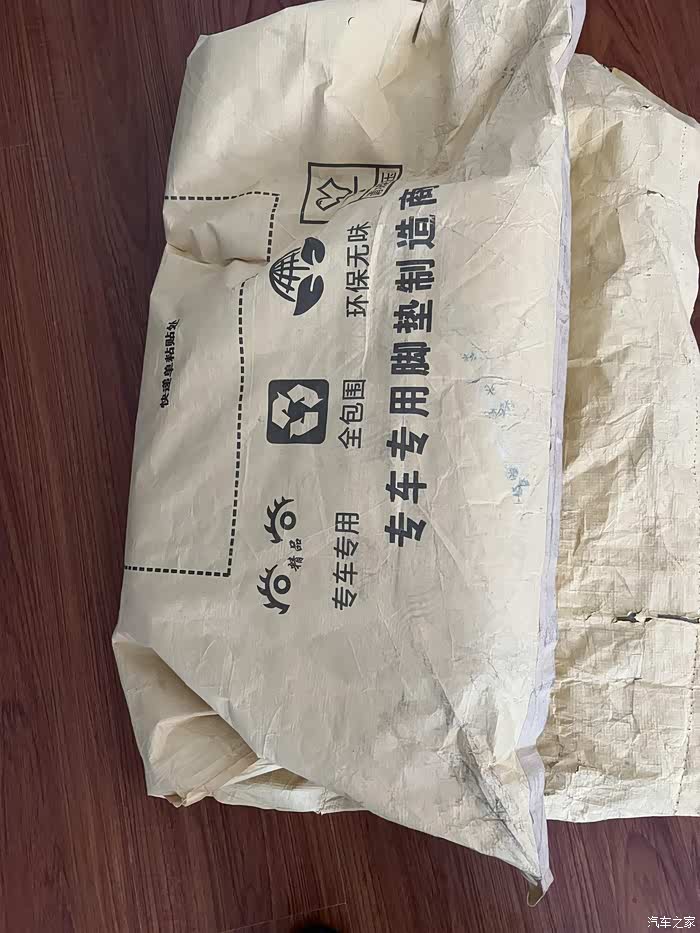 专车专用脚垫制造商
专车专用
全包围
环保无味
精品
快递单粘贴处
汽车之家